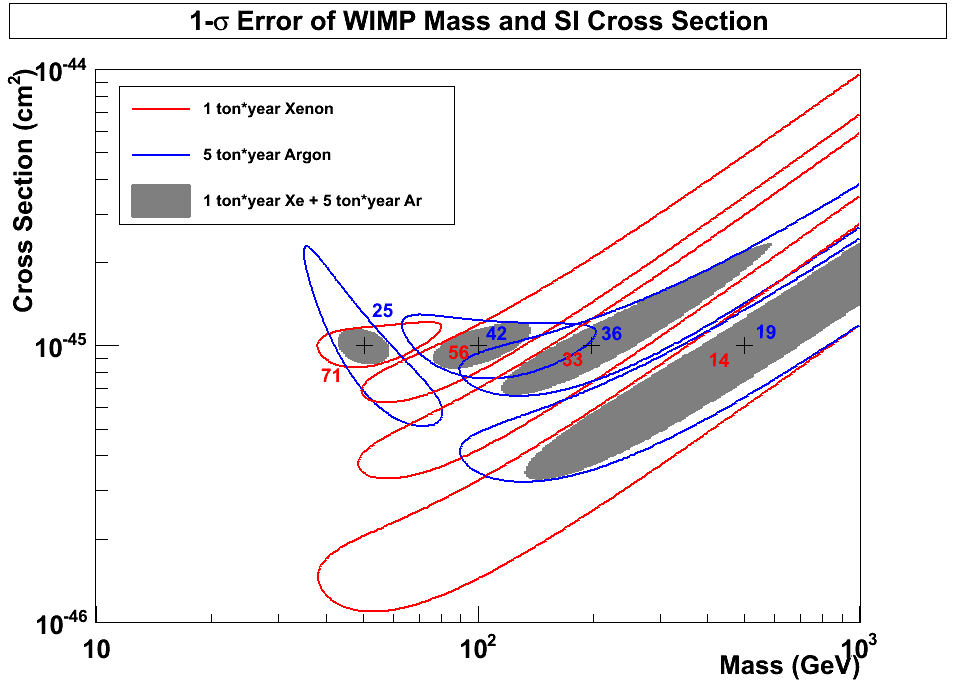 1-σ Error of WIMP Mass and SI Cross Section
Cross Section (cm²)
10⁻⁴⁴
10⁻⁴⁵
10⁻⁴⁶
1 ton*year Xenon
5 ton*year Argon
1 ton*year Xe + 5 ton*year Ar
25
42
36
19
71
56
33
14
10
10²
10³
Mass (GeV)